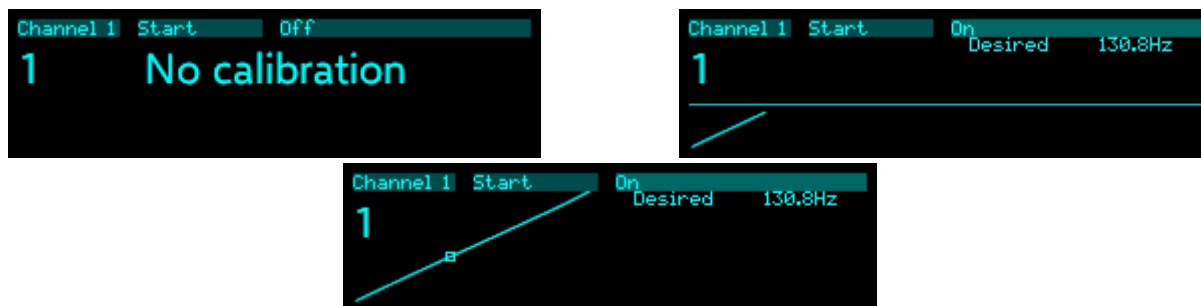 Channel 1 Start Off
1 No calibration
Channel 1 Start On
Desired 130.8Hz
1
Channel 1 Start On
Desired 130.8Hz
1